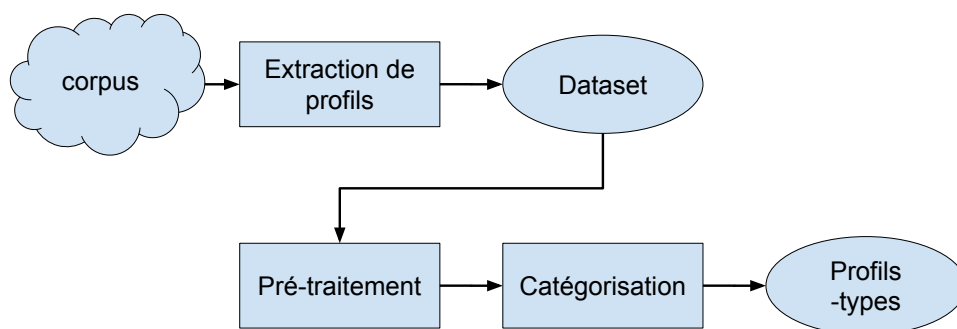 corpus
Extraction de
profils
Dataset
Pré-traitement
Catégorisation
Profils
-types